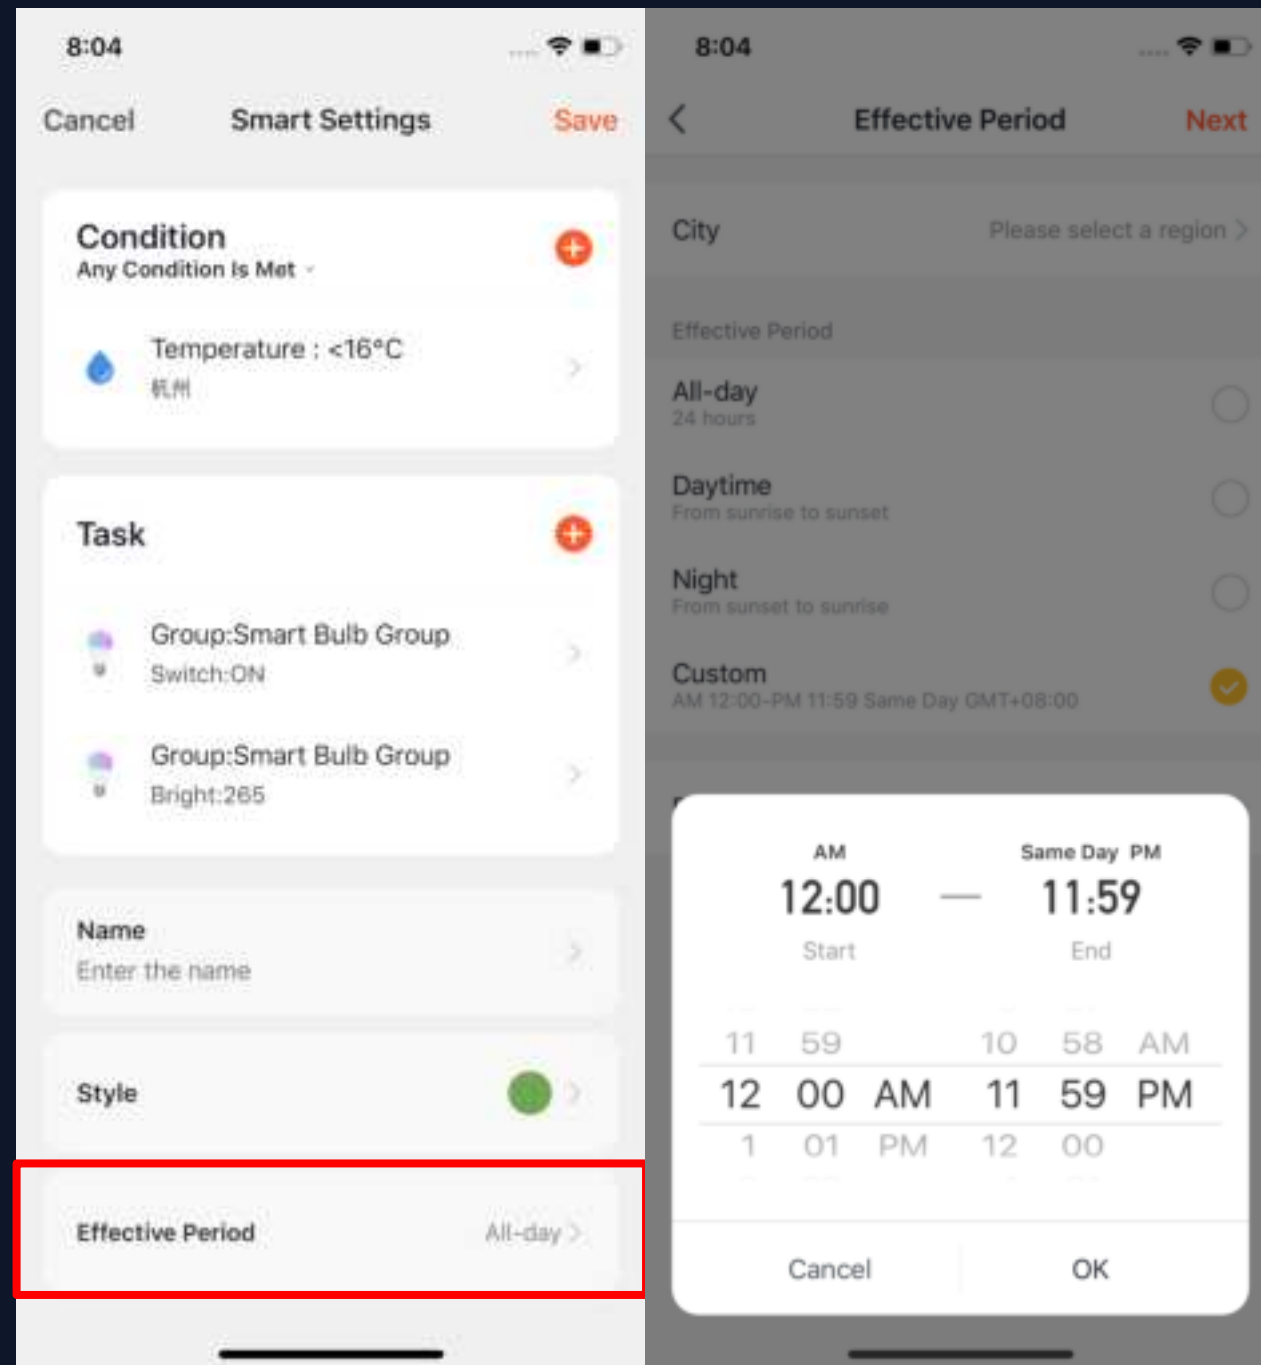 8:04
Cancel
Smart Settings
Save
Condition
Any Condition Is Met
Temperature : <16°C
杭州
Task
Group:Smart Bulb Group
Switch:ON
Group:Smart Bulb Group
Bright:265
Name
Enter the name
Style
Effective Period
All-day
8:04
Effective Period
Next
City
Please select a region
Effective Period
All-day
24 hours
Daytime
From sunrise to sunset
Night
From sunset to sunrise
Custom
AM 12:00-PM 11:59 Same Day GMT+08:00
AM
Same Day PM
12:00 — 11:59
Start
End
11 59 10 58 AM
12 00 AM 11 59 PM
1 01 PM 12 00
Cancel
OK